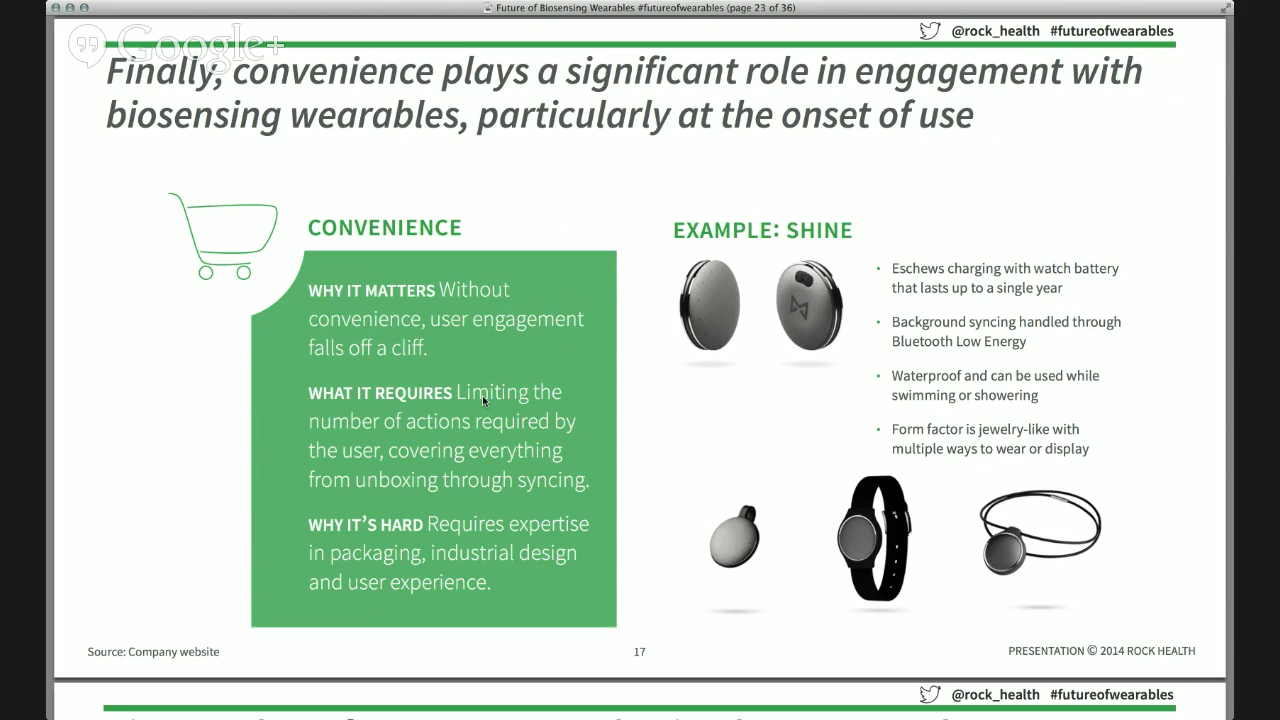 Future of Biosensing Wearables #futureofwearables (page 23 of 36)
@rock_health #futureofwearables
Google+
Finally, convenience plays a significant role in engagement with
biosensing wearables, particularly at the onset of use
CONVENIENCE
WHY IT MATTERS Without
convenience, user engagement
falls off a cliff.
WHAT IT REQUIRES Limiting the
number of actions required by
the user, covering everything
from unboxing through syncing.
WHY IT'S HARD Requires expertise
in packaging, industrial design
and user experience.
EXAMPLE: SHINE
• Eschews charging with watch battery
that lasts up to a single year
• Background syncing handled through
Bluetooth Low Energy
• Waterproof and can be used while
swimming or showering
• Form factor is jewelry-like with
multiple ways to wear or display
Source: Company website
17
PRESENTATION © 2014 ROCK HEALTH
@rock_health #futureofwearables